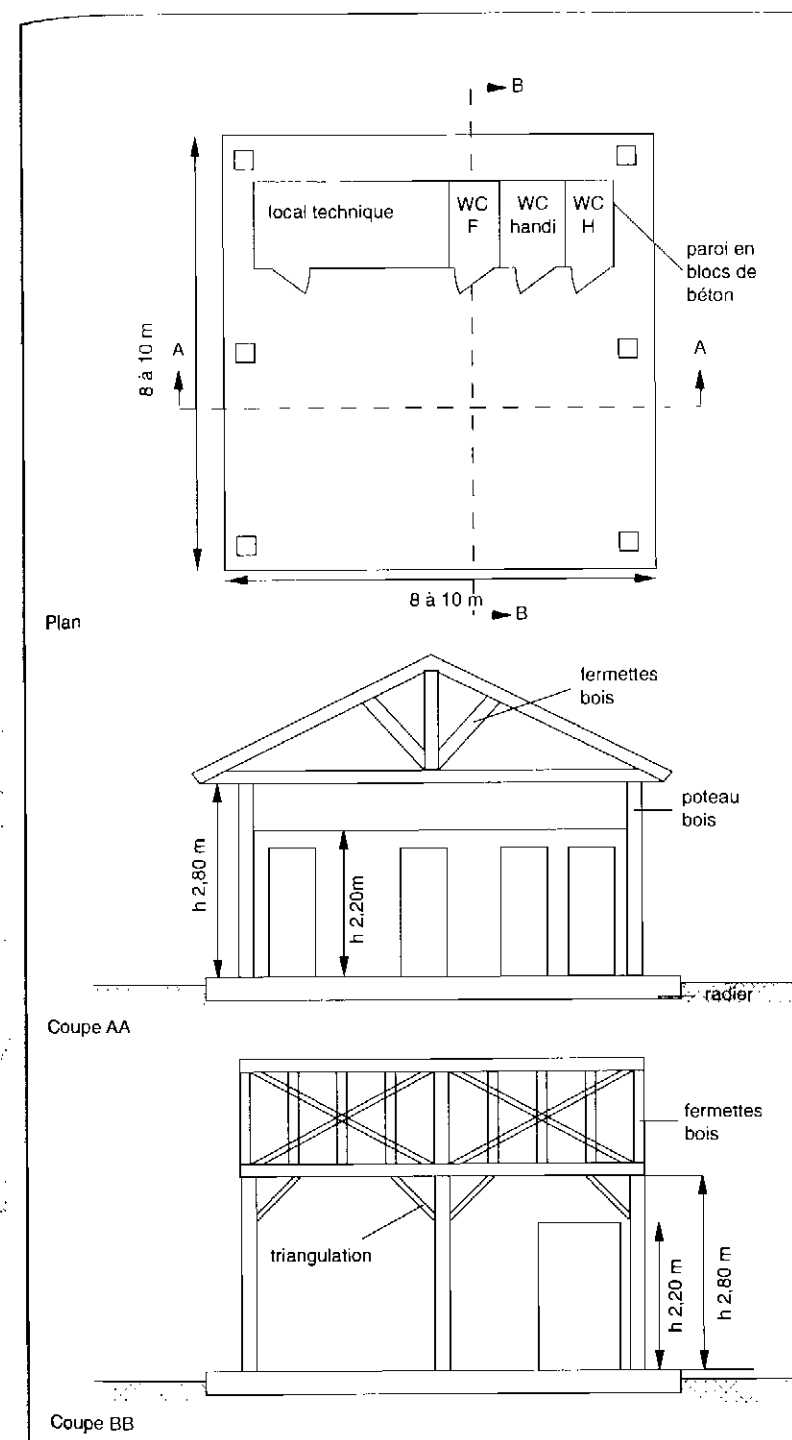 B
local technique
WC
F
WC
handi
WC
H
paroi en
blocs de
béton
A
A
8 à 10 m
8 à 10 m
B
Plan
fermettes
bois
poteau
bois
h 2,80 m
h 2,20m
radier
Coupe AA
fermettes
bois
triangulation
h 2,20 m
h 2,80 m
Coupe BB